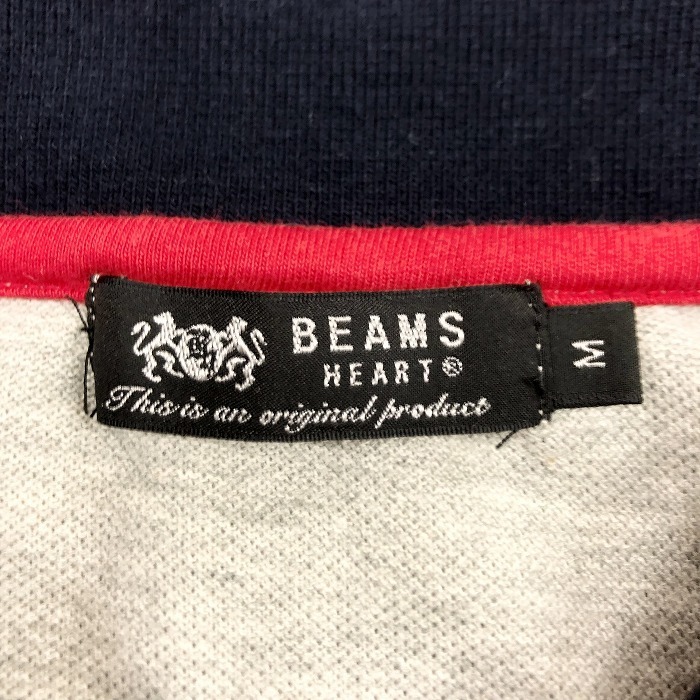 BEAMS
HEART®
This is an original product
M